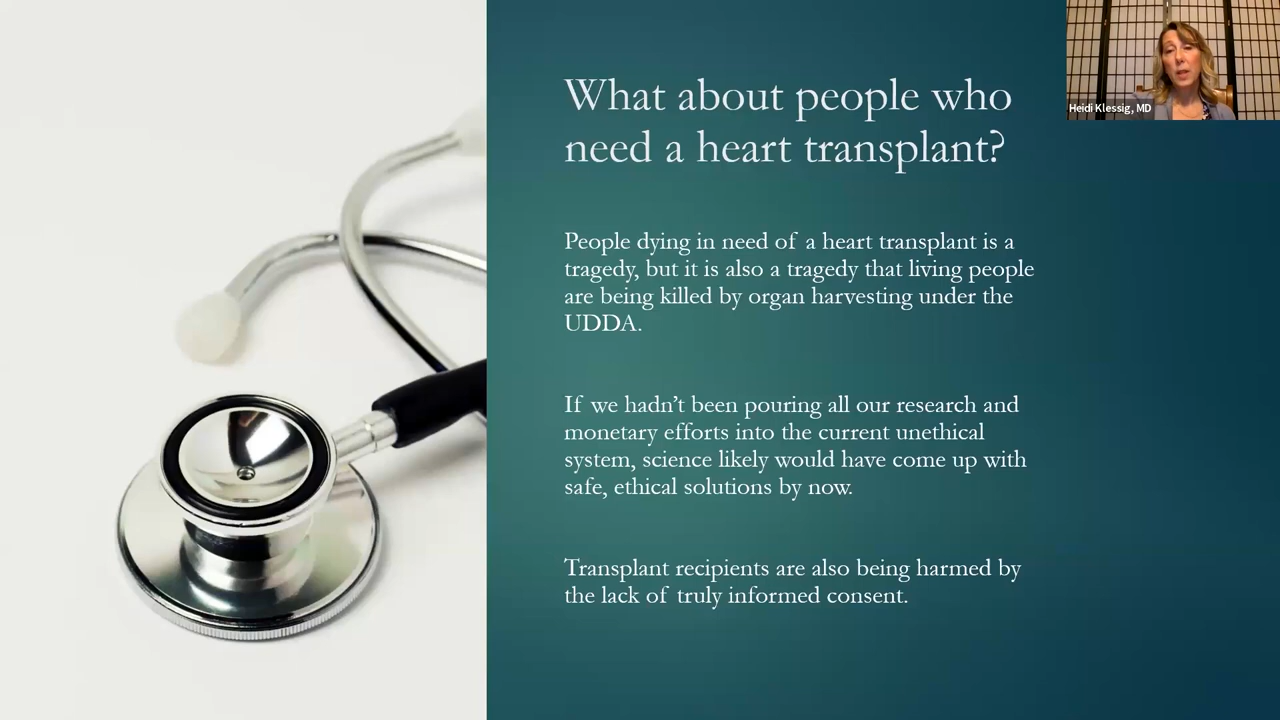 What about people who
need a heart transplant?
Heidi Klessig, MD
People dying in need of a heart transplant is a
tragedy, but it is also a tragedy that living people
are being killed by organ harvesting under the
UDDA.
If we hadn't been pouring all our research and
monetary efforts into the current unethical
system, science likely would have come up with
safe, ethical solutions by now.
Transplant recipients are also being harmed by
the lack of truly informed consent.